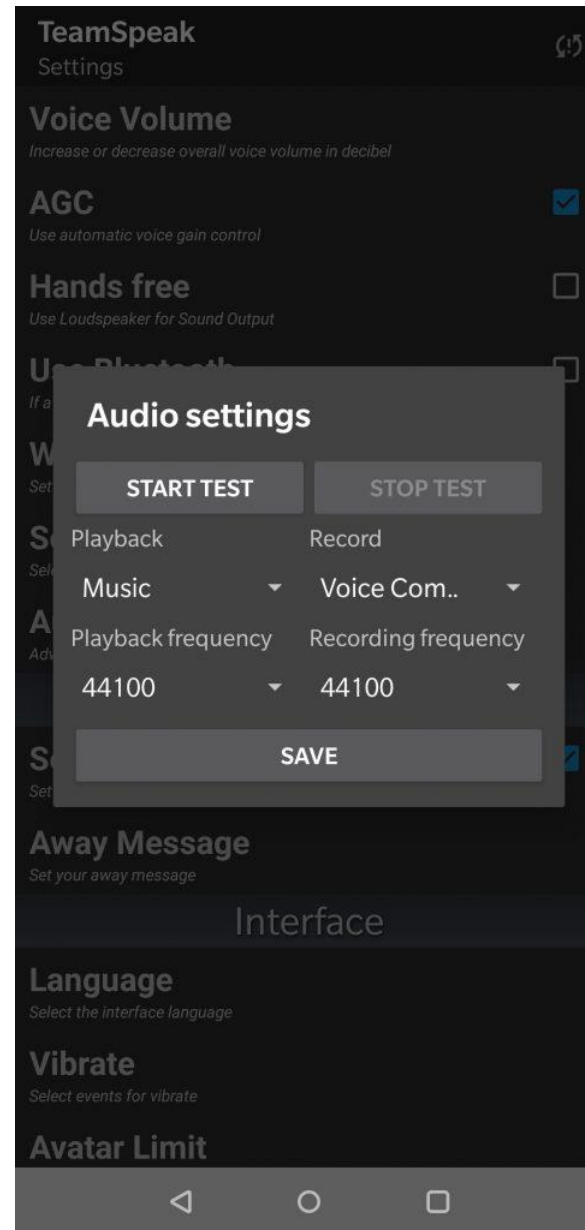 TeamSpeak
Settings
Voice Volume
Increase or decrease overall voice volume in decibel
AGC
Use automatic voice gain control
Hands free
Use Loudspeaker for Sound Output
If a
Audio settings
START TEST STOP TEST
Playback Record
Music Voice Com..
Playback frequency Recording frequency
44100 44100
SAVE
Set
Away Message
Set your away message
Interface
Language
Select the interface language
Vibrate
Select events for vibrate
Avatar Limit